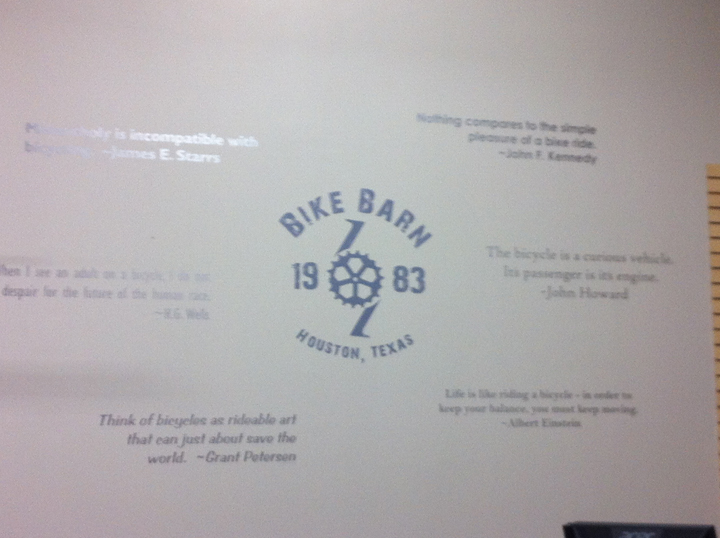 Melancholy is incompatible with
bicycling. ~James E. Starrs
Nothing compares to the simple
pleasure of a bike ride.
~John F. Kennedy
BIKE BARN
19 83
HOUSTON, TEXAS
When I see an adult on a bicycle, I do not
despair for the future of the human race.
~H.G. Wells
The bicycle is a curious vehicle.
Its passenger is its engine.
~John Howard
Think of bicycles as rideable art
that can just about save the
world. ~Grant Petersen
Life is like riding a bicycle - in order to
keep your balance, you must keep moving.
~Albert Einstein
acer